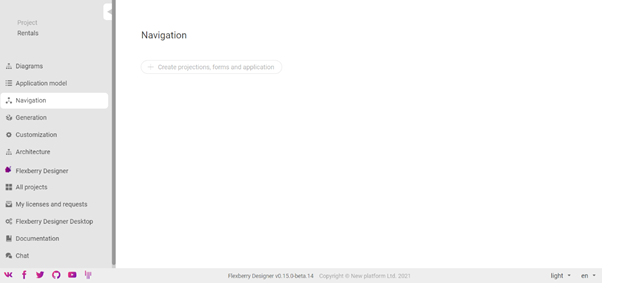 Project
Rentals
Diagrams
Application model
Navigation
Generation
Customization
Architecture
Flexberry Designer
All projects
My licenses and requests
Flexberry Designer Desktop
Documentation
Chat
Navigation
Create projections, forms and application
Flexberry Designer v0.15.0-beta.14 Copyright © New platform Ltd. 2021
light
en